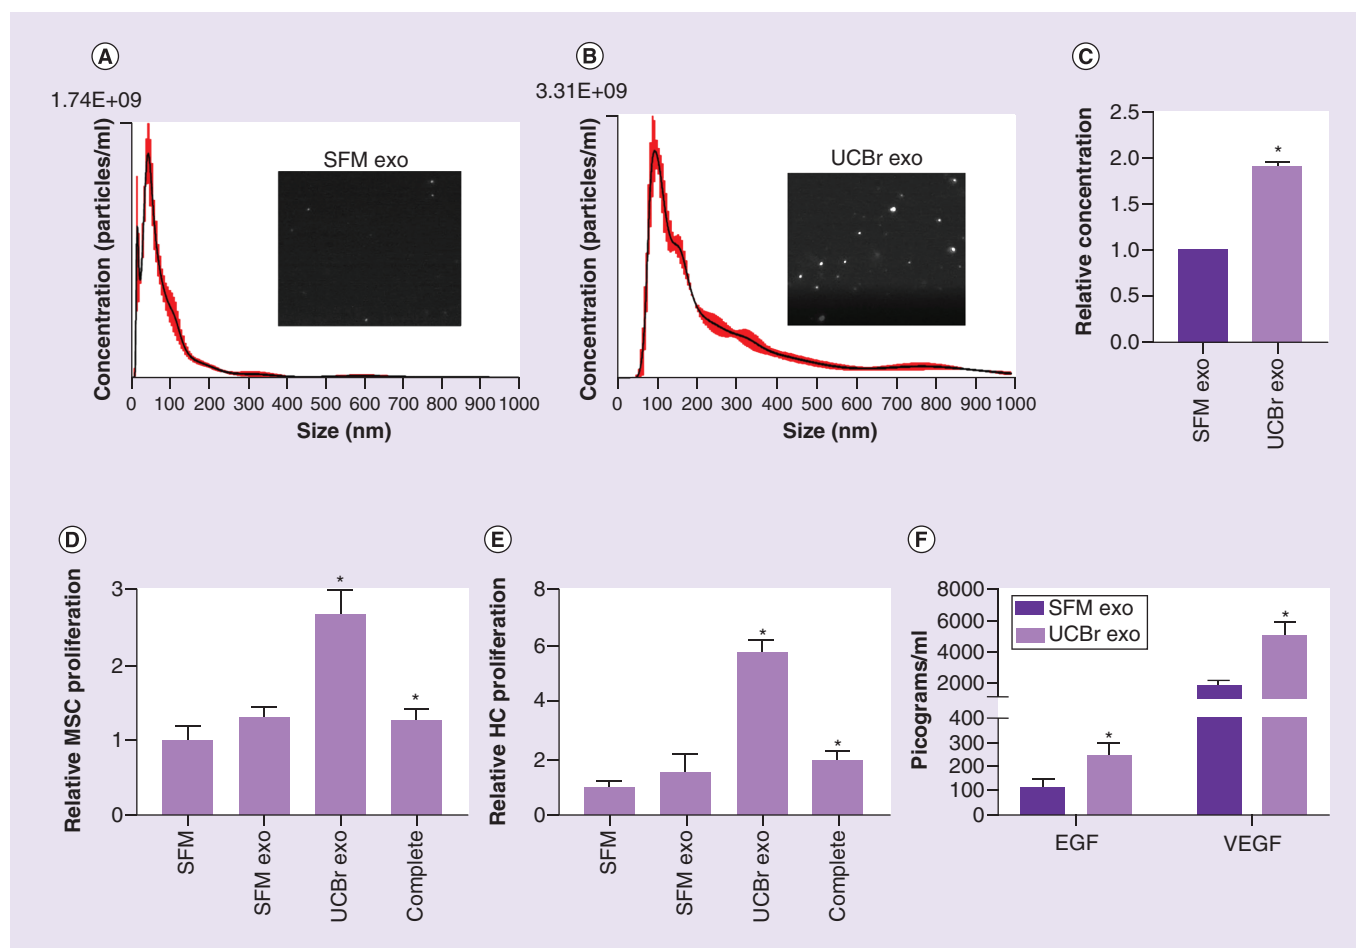 A
1.74E+09
Concentration (particles/ml)
SFM exo
0 100 200 300 400 500 600 700 800 900 1000
Size (nm)
B
3.31E+09
Concentration (particles/ml)
UCBr exo
0 100 200 300 400 500 600 700 800 900 1000
Size (nm)
C
Relative concentration
2.5
2.0
1.5
1.0
0.5
0.0
*
SFM exo
UCBr exo
D
Relative MSC proliferation
3
2
1
0
*
*
SFM
SFM exo
UCBr exo
Complete
E
Relative HC proliferation
8
6
4
2
0
*
*
SFM
SFM exo
UCBr exo
Complete
F
Picograms/ml
8000
6000
4000
2000
400
300
200
100
0
SFM exo
UCBr exo
*
*
EGF
VEGF